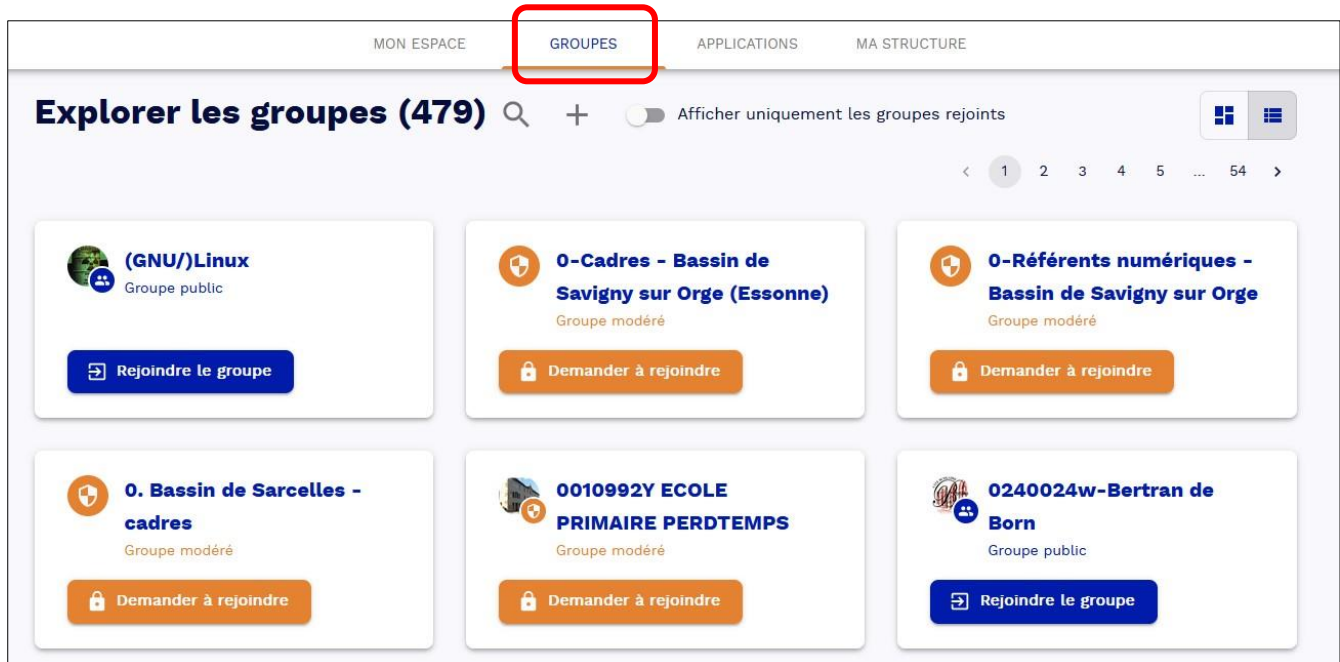 MON ESPACE GROUPES APPLICATIONS MA STRUCTURE
Explorer les groupes (479) Afficher uniquement les groupes rejoints
1 2 3 4 5 ... 54
(GNU/)Linux
Groupe public
Rejoindre le groupe
0-Cadres - Bassin de
Savigny sur Orge (Essonne)
Groupe modéré
Demander à rejoindre
0-Référents numériques -
Bassin de Savigny sur Orge
Groupe modéré
Demander à rejoindre
0. Bassin de Sarcelles -
cadres
Groupe modéré
Demander à rejoindre
0010992Y ECOLE
PRIMAIRE PERDTEMPS
Groupe modéré
Demander à rejoindre
0240024w-Bertran de
Born
Groupe public
Rejoindre le groupe